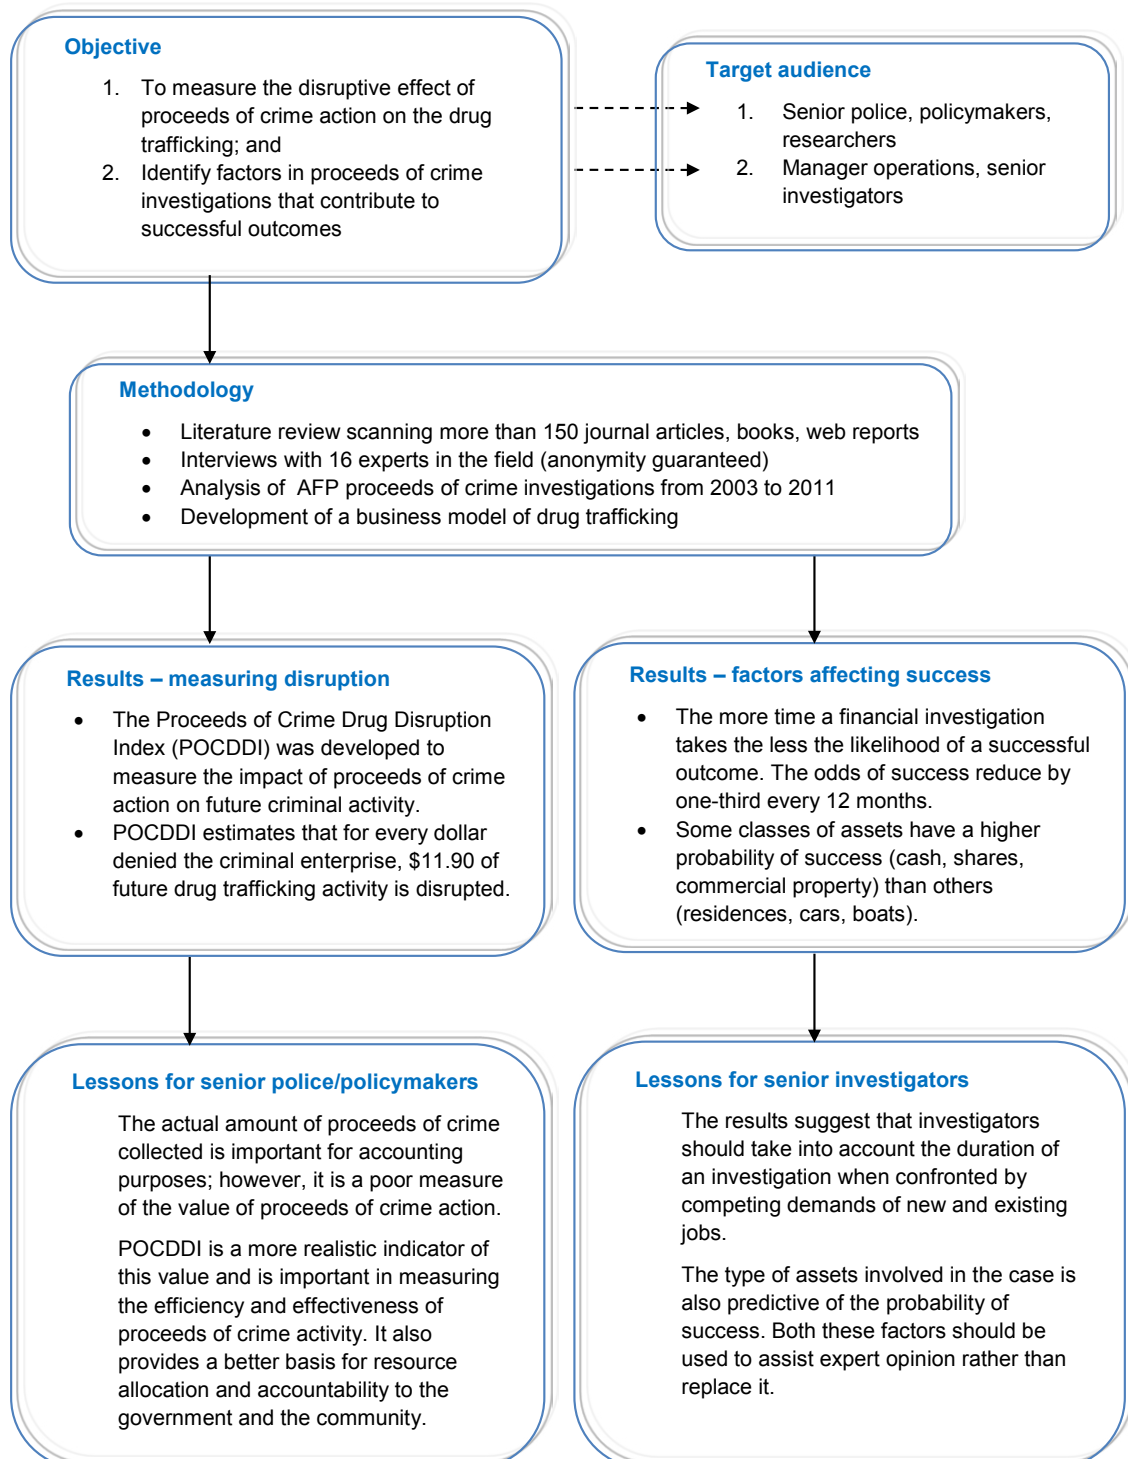 Objective
1. To measure the disruptive effect of
proceeds of crime action on the drug
trafficking; and
2. Identify factors in proceeds of crime
investigations that contribute to
successful outcomes
Target audience
1. Senior police, policymakers,
researchers
2. Manager operations, senior
investigators
Methodology
• Literature review scanning more than 150 journal articles, books, web reports
• Interviews with 16 experts in the field (anonymity guaranteed)
• Analysis of AFP proceeds of crime investigations from 2003 to 2011
• Development of a business model of drug trafficking
Results – measuring disruption
• The Proceeds of Crime Drug Disruption
Index (POCDDI) was developed to
measure the impact of proceeds of crime
action on future criminal activity.
• POCDDI estimates that for every dollar
denied the criminal enterprise, $11.90 of
future drug trafficking activity is disrupted.
Results – factors affecting success
• The more time a financial investigation
takes the less the likelihood of a successful
outcome. The odds of success reduce by
one-third every 12 months.
• Some classes of assets have a higher
probability of success (cash, shares,
commercial property) than others
(residences, cars, boats).
Lessons for senior police/policymakers
The actual amount of proceeds of crime
collected is important for accounting
purposes; however, it is a poor measure
of the value of proceeds of crime action.
POCDDI is a more realistic indicator of
this value and is important in measuring
the efficiency and effectiveness of
proceeds of crime activity. It also
provides a better basis for resource
allocation and accountability to the
government and the community.
Lessons for senior investigators
The results suggest that investigators
should take into account the duration of
an investigation when confronted by
competing demands of new and existing
jobs.
The type of assets involved in the case is
also predictive of the probability of
success. Both these factors should be
used to assist expert opinion rather than
replace it.